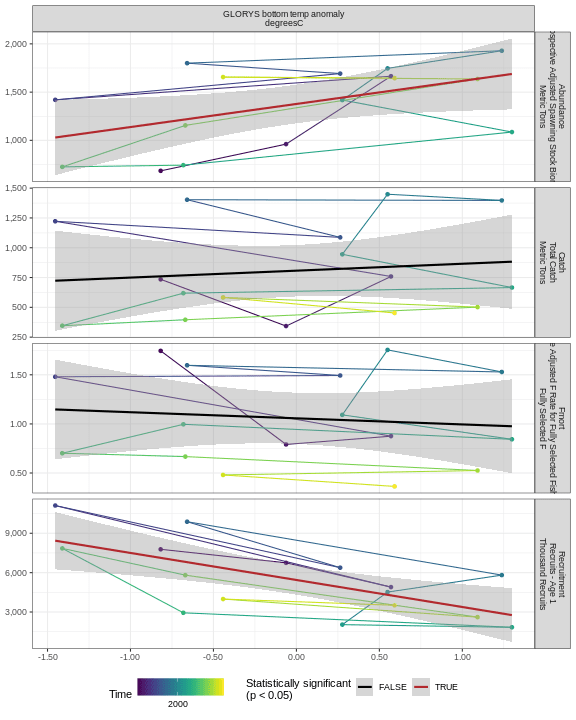 GLORYS bottom temp anomaly
degreesC
2,000
1,500
1,000
Abundance
Adjusted Spawning Stock
Metric Tons
1,500
1,250
1,000
750
500
250
Catch
Total Catch
Metric Tons
1.50
1.00
0.50
Fmort
Adjusted F Rate for Fully Selected
Fully Selected F
9,000
6,000
3,000
Recruitment
Recruits - Age 1
Thousand Recruits
-1.50
-1.00
-0.50
0.00
0.50
1.00
Time
2000
Statistically significant
(p < 0.05)
FALSE
TRUE